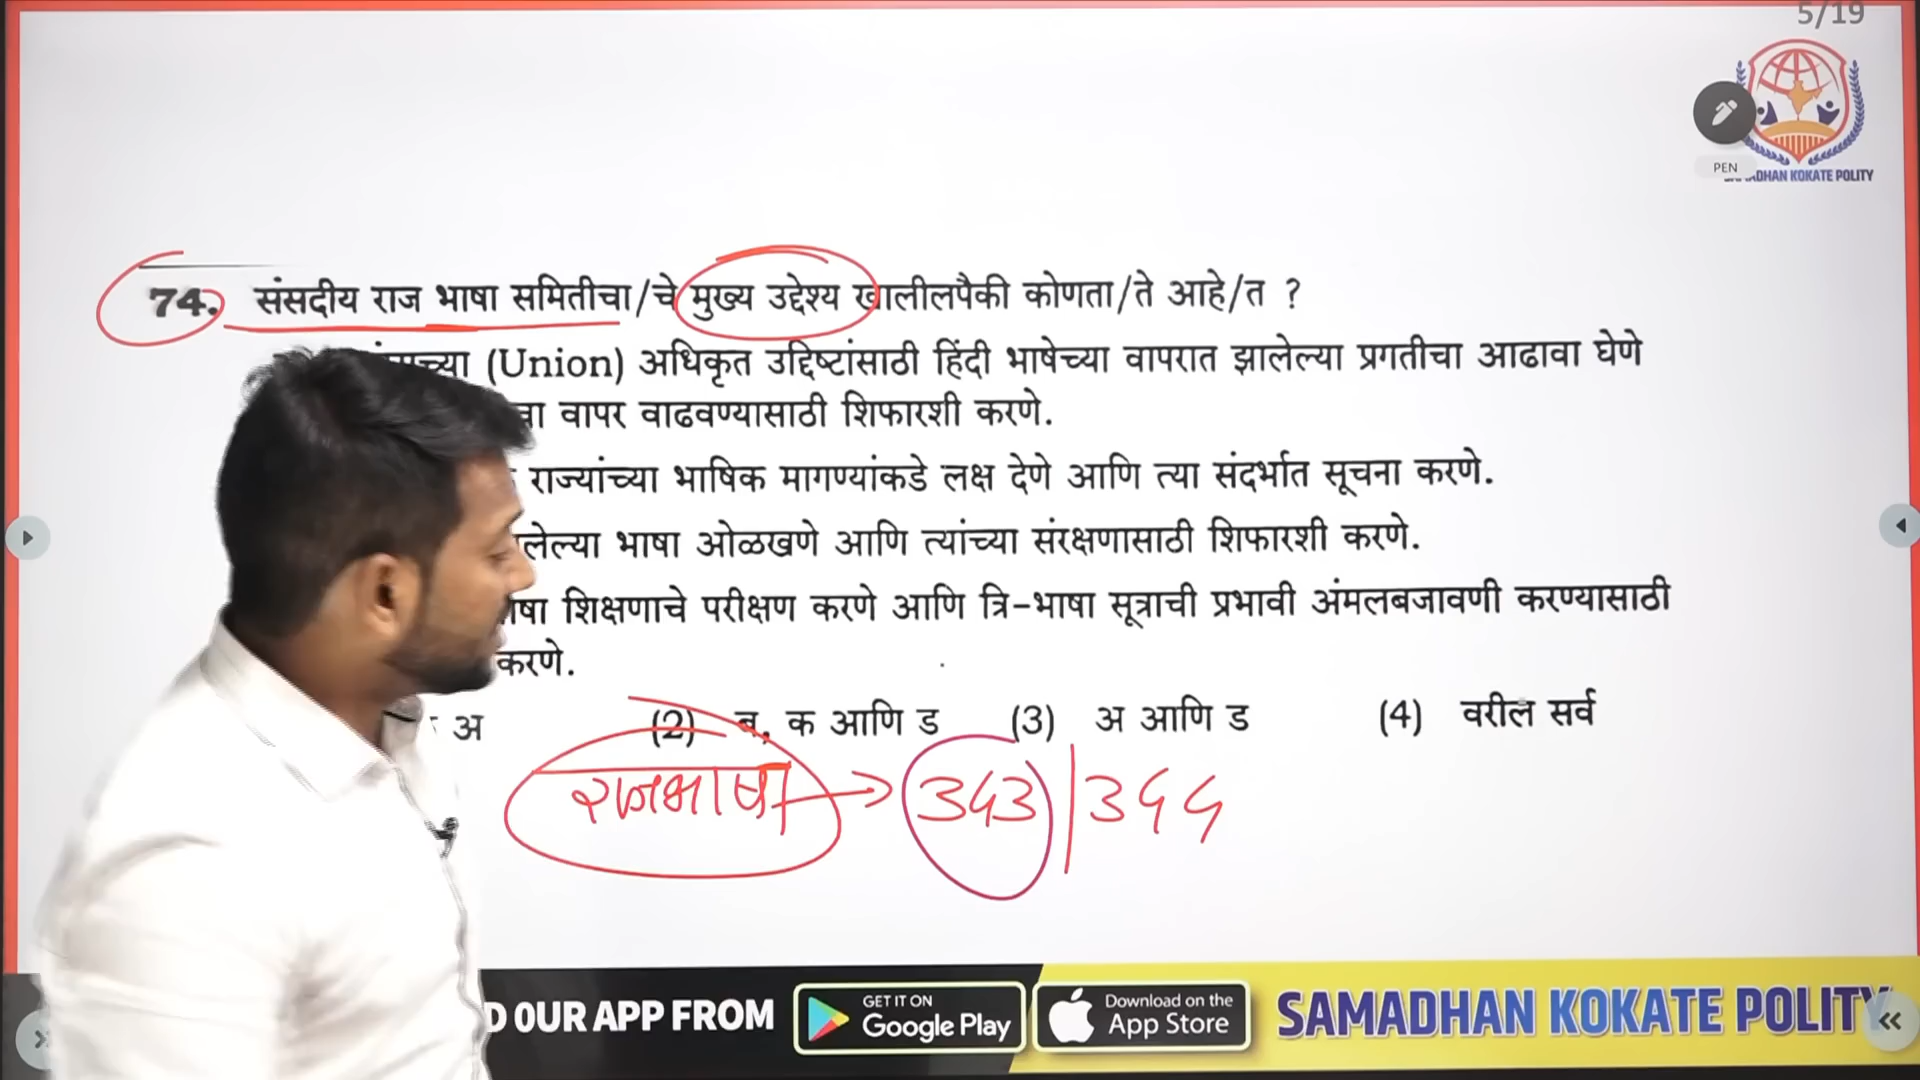 5/19
PEN
SAMADHAN KOKATE POLITY
74. संसदीय राज भाषा समितीचा/चे मुख्य उद्देश्य खालीलपैकी कोणता/ते आहे/त ?
(Union) अधिकृत उद्दिष्टांसाठी हिंदी भाषेच्या वापरात झालेल्या प्रगतीचा आढावा घेणे
वापर वाढवण्यासाठी शिफारशी करणे.
राज्यांच्या भाषिक मागण्यांकडे लक्ष देणे आणि त्या संदर्भात सूचना करणे.
भाषा ओळखणे आणि त्यांच्या संरक्षणासाठी शिफारशी करणे.
शिक्षणाचे परीक्षण करणे आणि त्रि-भाषा सूत्राची प्रभावी अंमलबजावणी करण्यासाठी
करणे.
अ (2) ब, क आणि ड (3) अ आणि ड (4) वरील सर्व
राजभाषा → 343 | 344
OUR APP FROM
GET IT ON
Google Play
Download on the
App Store
SAMADHAN KOKATE POLITY